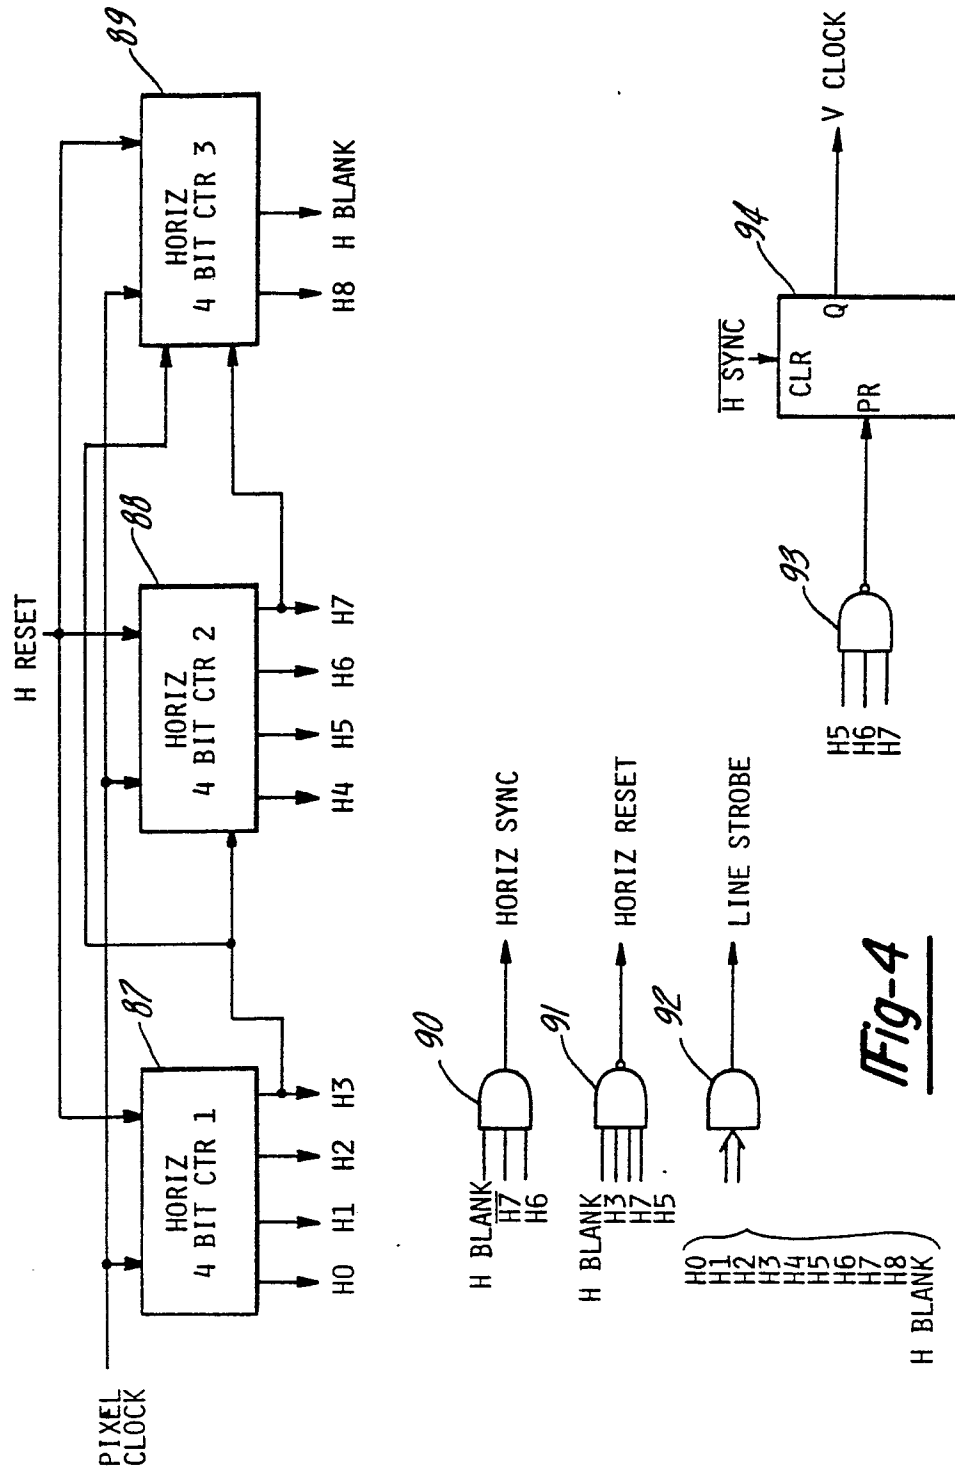 PIXEL
CLOCK
H RESET
87
HORIZ
4 BIT CTR 1
H0
H1
H2
H3
88
HORIZ
4 BIT CTR 2
H4
H5
H6
H7
89
HORIZ
4 BIT CTR 3
H8
H BLANK
H BLANK
H7
H6
90
HORIZ SYNC
H BLANK
H3
H7
H5
91
HORIZ RESET
H0
H1
H2
H3
H4
H5
H6
H7
H8
H BLANK
92
LINE STROBE
H5
H6
H7
93
H SYNC
CLR
PR
Q
94
V CLOCK
Fig-4